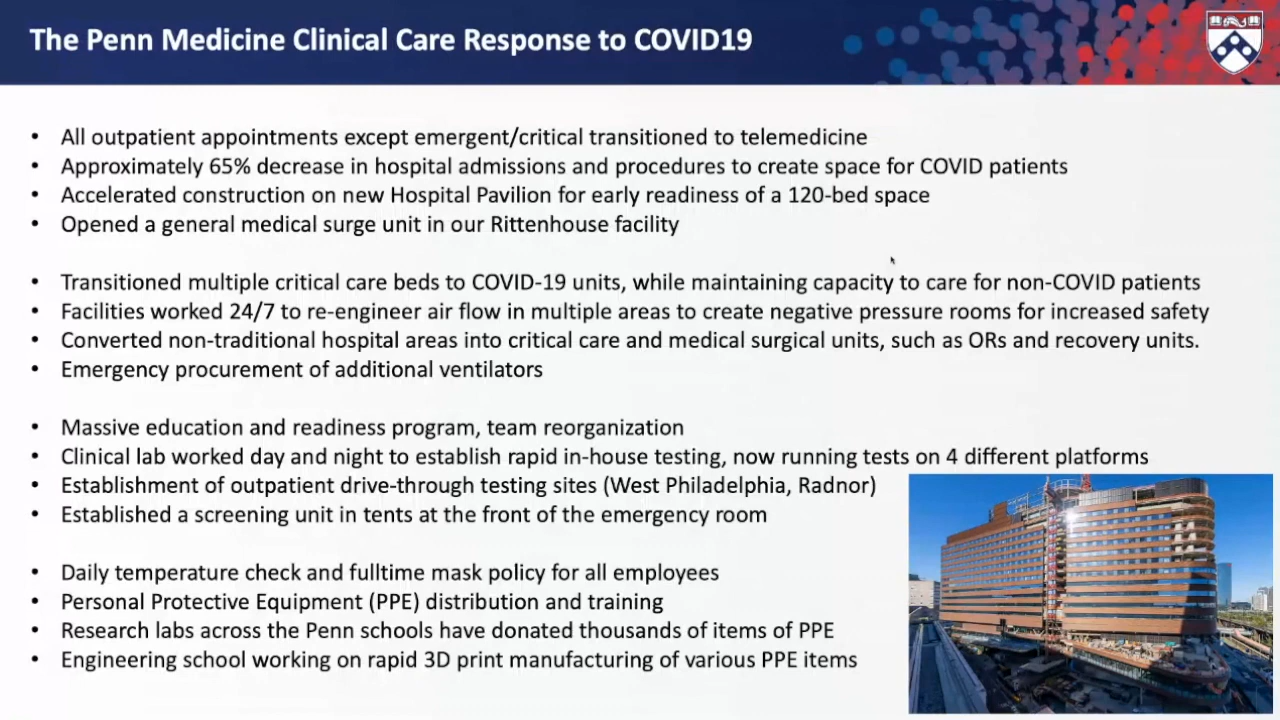 The Penn Medicine Clinical Care Response to COVID19
• All outpatient appointments except emergent/critical transitioned to telemedicine
• Approximately 65% decrease in hospital admissions and procedures to create space for COVID patients
• Accelerated construction on new Hospital Pavilion for early readiness of a 120-bed space
• Opened a general medical surge unit in our Rittenhouse facility
• Transitioned multiple critical care beds to COVID-19 units, while maintaining capacity to care for non-COVID patients
• Facilities worked 24/7 to re-engineer air flow in multiple areas to create negative pressure rooms for increased safety
• Converted non-traditional hospital areas into critical care and medical surgical units, such as ORs and recovery units.
• Emergency procurement of additional ventilators
• Massive education and readiness program, team reorganization
• Clinical lab worked day and night to establish rapid in-house testing, now running tests on 4 different platforms
• Establishment of outpatient drive-through testing sites (West Philadelphia, Radnor)
• Established a screening unit in tents at the front of the emergency room
• Daily temperature check and fulltime mask policy for all employees
• Personal Protective Equipment (PPE) distribution and training
• Research labs across the Penn schools have donated thousands of items of PPE
• Engineering school working on rapid 3D print manufacturing of various PPE items